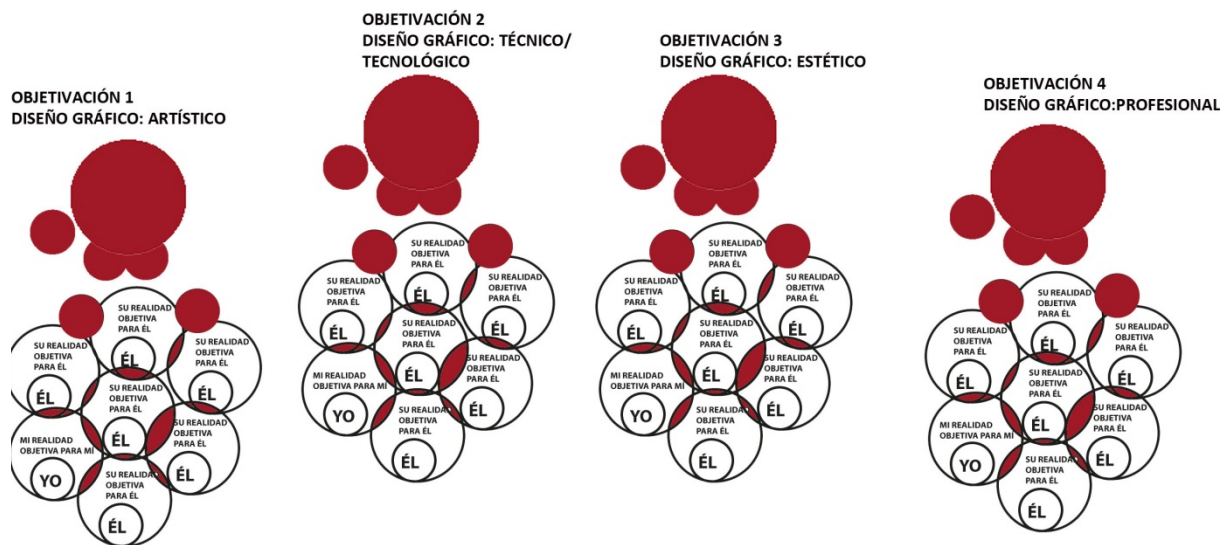 OBJETIVACIÓN 1
DISEÑO GRÁFICO: ARTÍSTICO
SU REALIDAD
OBJETIVA
PARA ÉL
ÉL
SU REALIDAD
OBJETIVA
PARA ÉL
ÉL
SU REALIDAD
OBJETIVA
PARA ÉL
ÉL
SU REALIDAD
OBJETIVA
PARA ÉL
ÉL
MI REALIDAD
OBJETIVA PARA MÍ
YO
SU REALIDAD
OBJETIVA
PARA ÉL
ÉL
SU REALIDAD
OBJETIVA
PARA ÉL
ÉL
OBJETIVACIÓN 2
DISEÑO GRÁFICO: TÉCNICO/
TECNOLÓGICO
SU REALIDAD
OBJETIVA
PARA ÉL
ÉL
SU REALIDAD
OBJETIVA
PARA ÉL
ÉL
SU REALIDAD
OBJETIVA
PARA ÉL
ÉL
SU REALIDAD
OBJETIVA
PARA ÉL
ÉL
MI REALIDAD
OBJETIVA PARA MÍ
YO
SU REALIDAD
OBJETIVA
PARA ÉL
ÉL
SU REALIDAD
OBJETIVA
PARA ÉL
ÉL
OBJETIVACIÓN 3
DISEÑO GRÁFICO: ESTÉTICO
SU REALIDAD
OBJETIVA
PARA ÉL
ÉL
SU REALIDAD
OBJETIVA
PARA ÉL
ÉL
SU REALIDAD
OBJETIVA
PARA ÉL
ÉL
SU REALIDAD
OBJETIVA
PARA ÉL
ÉL
MI REALIDAD
OBJETIVA PARA MÍ
YO
SU REALIDAD
OBJETIVA
PARA ÉL
ÉL
SU REALIDAD
OBJETIVA
PARA ÉL
ÉL
OBJETIVACIÓN 4
DISEÑO GRÁFICO:PROFESIONAL
SU REALIDAD
OBJETIVA
PARA ÉL
ÉL
SU REALIDAD
OBJETIVA
PARA ÉL
ÉL
SU REALIDAD
OBJETIVA
PARA ÉL
ÉL
SU REALIDAD
OBJETIVA
PARA ÉL
ÉL
MI REALIDAD
OBJETIVA PARA MÍ
YO
SU REALIDAD
OBJETIVA
PARA ÉL
ÉL
SU REALIDAD
OBJETIVA
PARA ÉL
ÉL